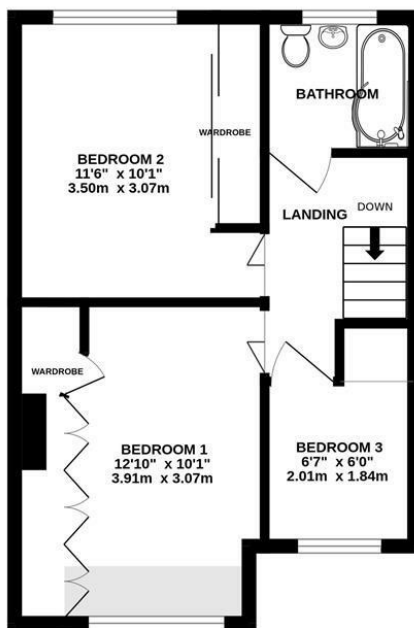 BATHROOM
WARDROBE
BEDROOM 2
11'6" x 10'1"
3.50m x 3.07m
LANDING
DOWN
WARDROBE
BEDROOM 1
12'10" x 10'1"
3.91m x 3.07m
BEDROOM 3
6'7" x 6'0"
2.01m x 1.84m